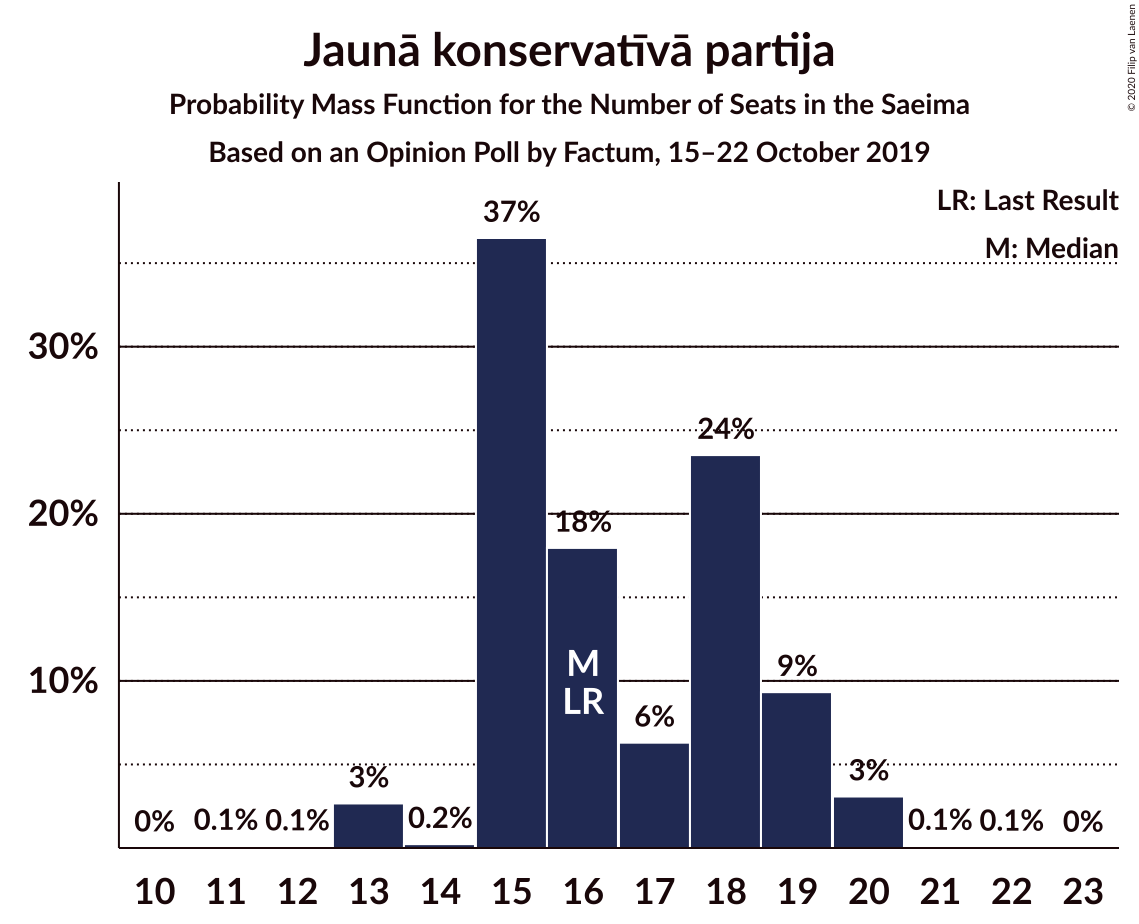 Jaunā konservatīvā partija
Probability Mass Function for the Number of Seats in the Saeima
Based on an Opinion Poll by Factum, 15–22 October 2019
© 2020 Filip van Laenen
LR: Last Result
M: Median
37%
30%
24%
20%
18%
10%
M
LR
9%
6%
3%
3%
0% 0.1% 0.1% 0.2% 0.1% 0.1% 0%
10 11 12 13 14 15 16 17 18 19 20 21 22 23